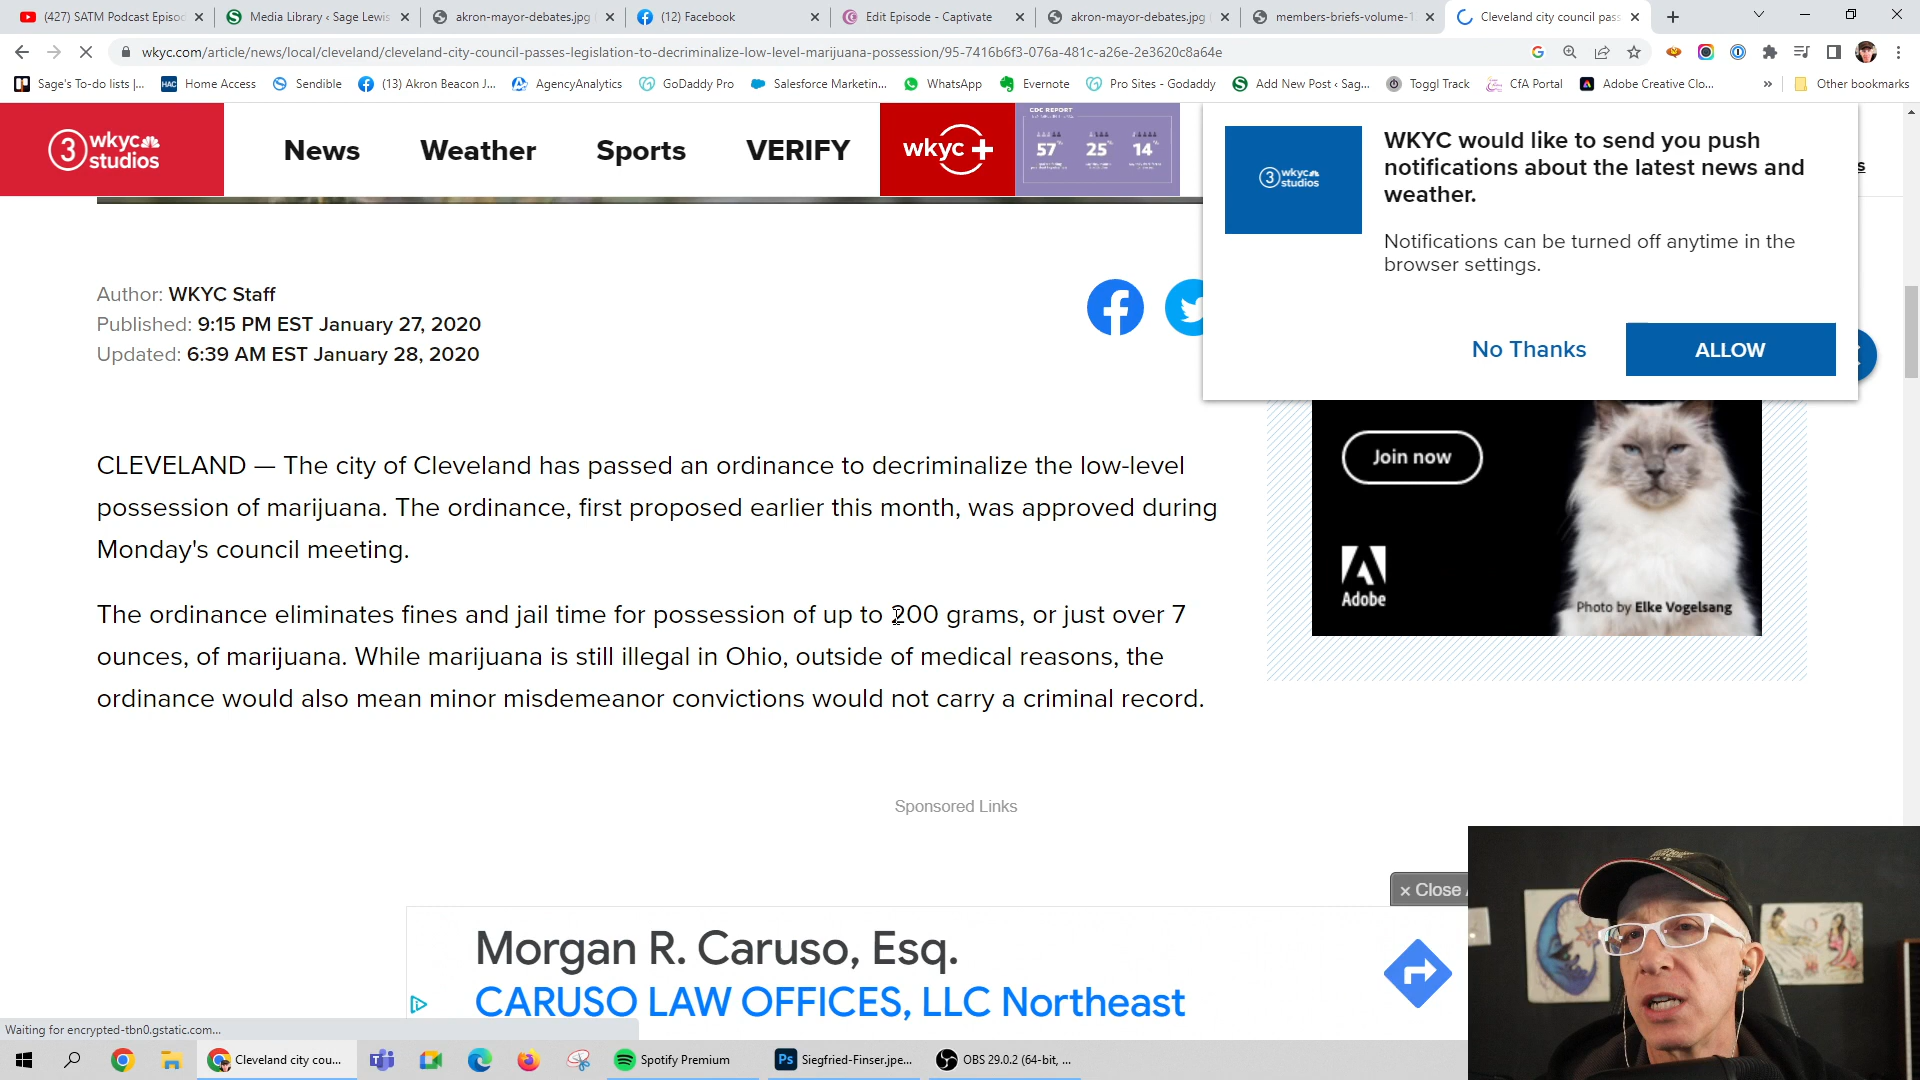 (427) SATM Podcast Episod
Media Library ‹ Sage Lewis
akron-mayor-debates.jpg
(12) Facebook
Edit Episode - Captivate
akron-mayor-debates.jpg
members-briefs-volume-1
Cleveland city council pas
wkyc.com/article/news/local/cleveland/cleveland-city-council-passes-legislation-to-decriminalize-low-level-marijuana-possession/95-7416b6f3-076a-481c-a26e-2e3620c8a64e
Sage's To-do lists |...
HAC Home Access
Sendible
(13) Akron Beacon J...
AgencyAnalytics
GoDaddy Pro
Salesforce Marketin...
WhatsApp
Evernote
Pro Sites - Godaddy
Add New Post ‹ Sag...
Toggl Track
CfA Portal
Adobe Creative Clo...
»
Other bookmarks
3 wkyc studios
News
Weather
Sports
VERIFY
wkyc +
CDC REPORT
57% 25% 14%
3 wkyc studios
WKYC would like to send you push
notifications about the latest news and
weather.
Notifications can be turned off anytime in the
browser settings.
No Thanks
ALLOW
Author: WKYC Staff
Published: 9:15 PM EST January 27, 2020
Updated: 6:39 AM EST January 28, 2020
CLEVELAND — The city of Cleveland has passed an ordinance to decriminalize the low-level
possession of marijuana. The ordinance, first proposed earlier this month, was approved during
Monday's council meeting.
The ordinance eliminates fines and jail time for possession of up to 200 grams, or just over 7
ounces, of marijuana. While marijuana is still illegal in Ohio, outside of medical reasons, the
ordinance would also mean minor misdemeanor convictions would not carry a criminal record.
Join now
Adobe
Photo by Elke Vogelsang
Sponsored Links
× Close
Morgan R. Caruso, Esq.
CARUSO LAW OFFICES, LLC Northeast
Waiting for encrypted-tbn0.gstatic.com...
Cleveland city cou...
Spotify Premium
Ps Siegfried-Finser.jpe...
OBS 29.0.2 (64-bit, ...